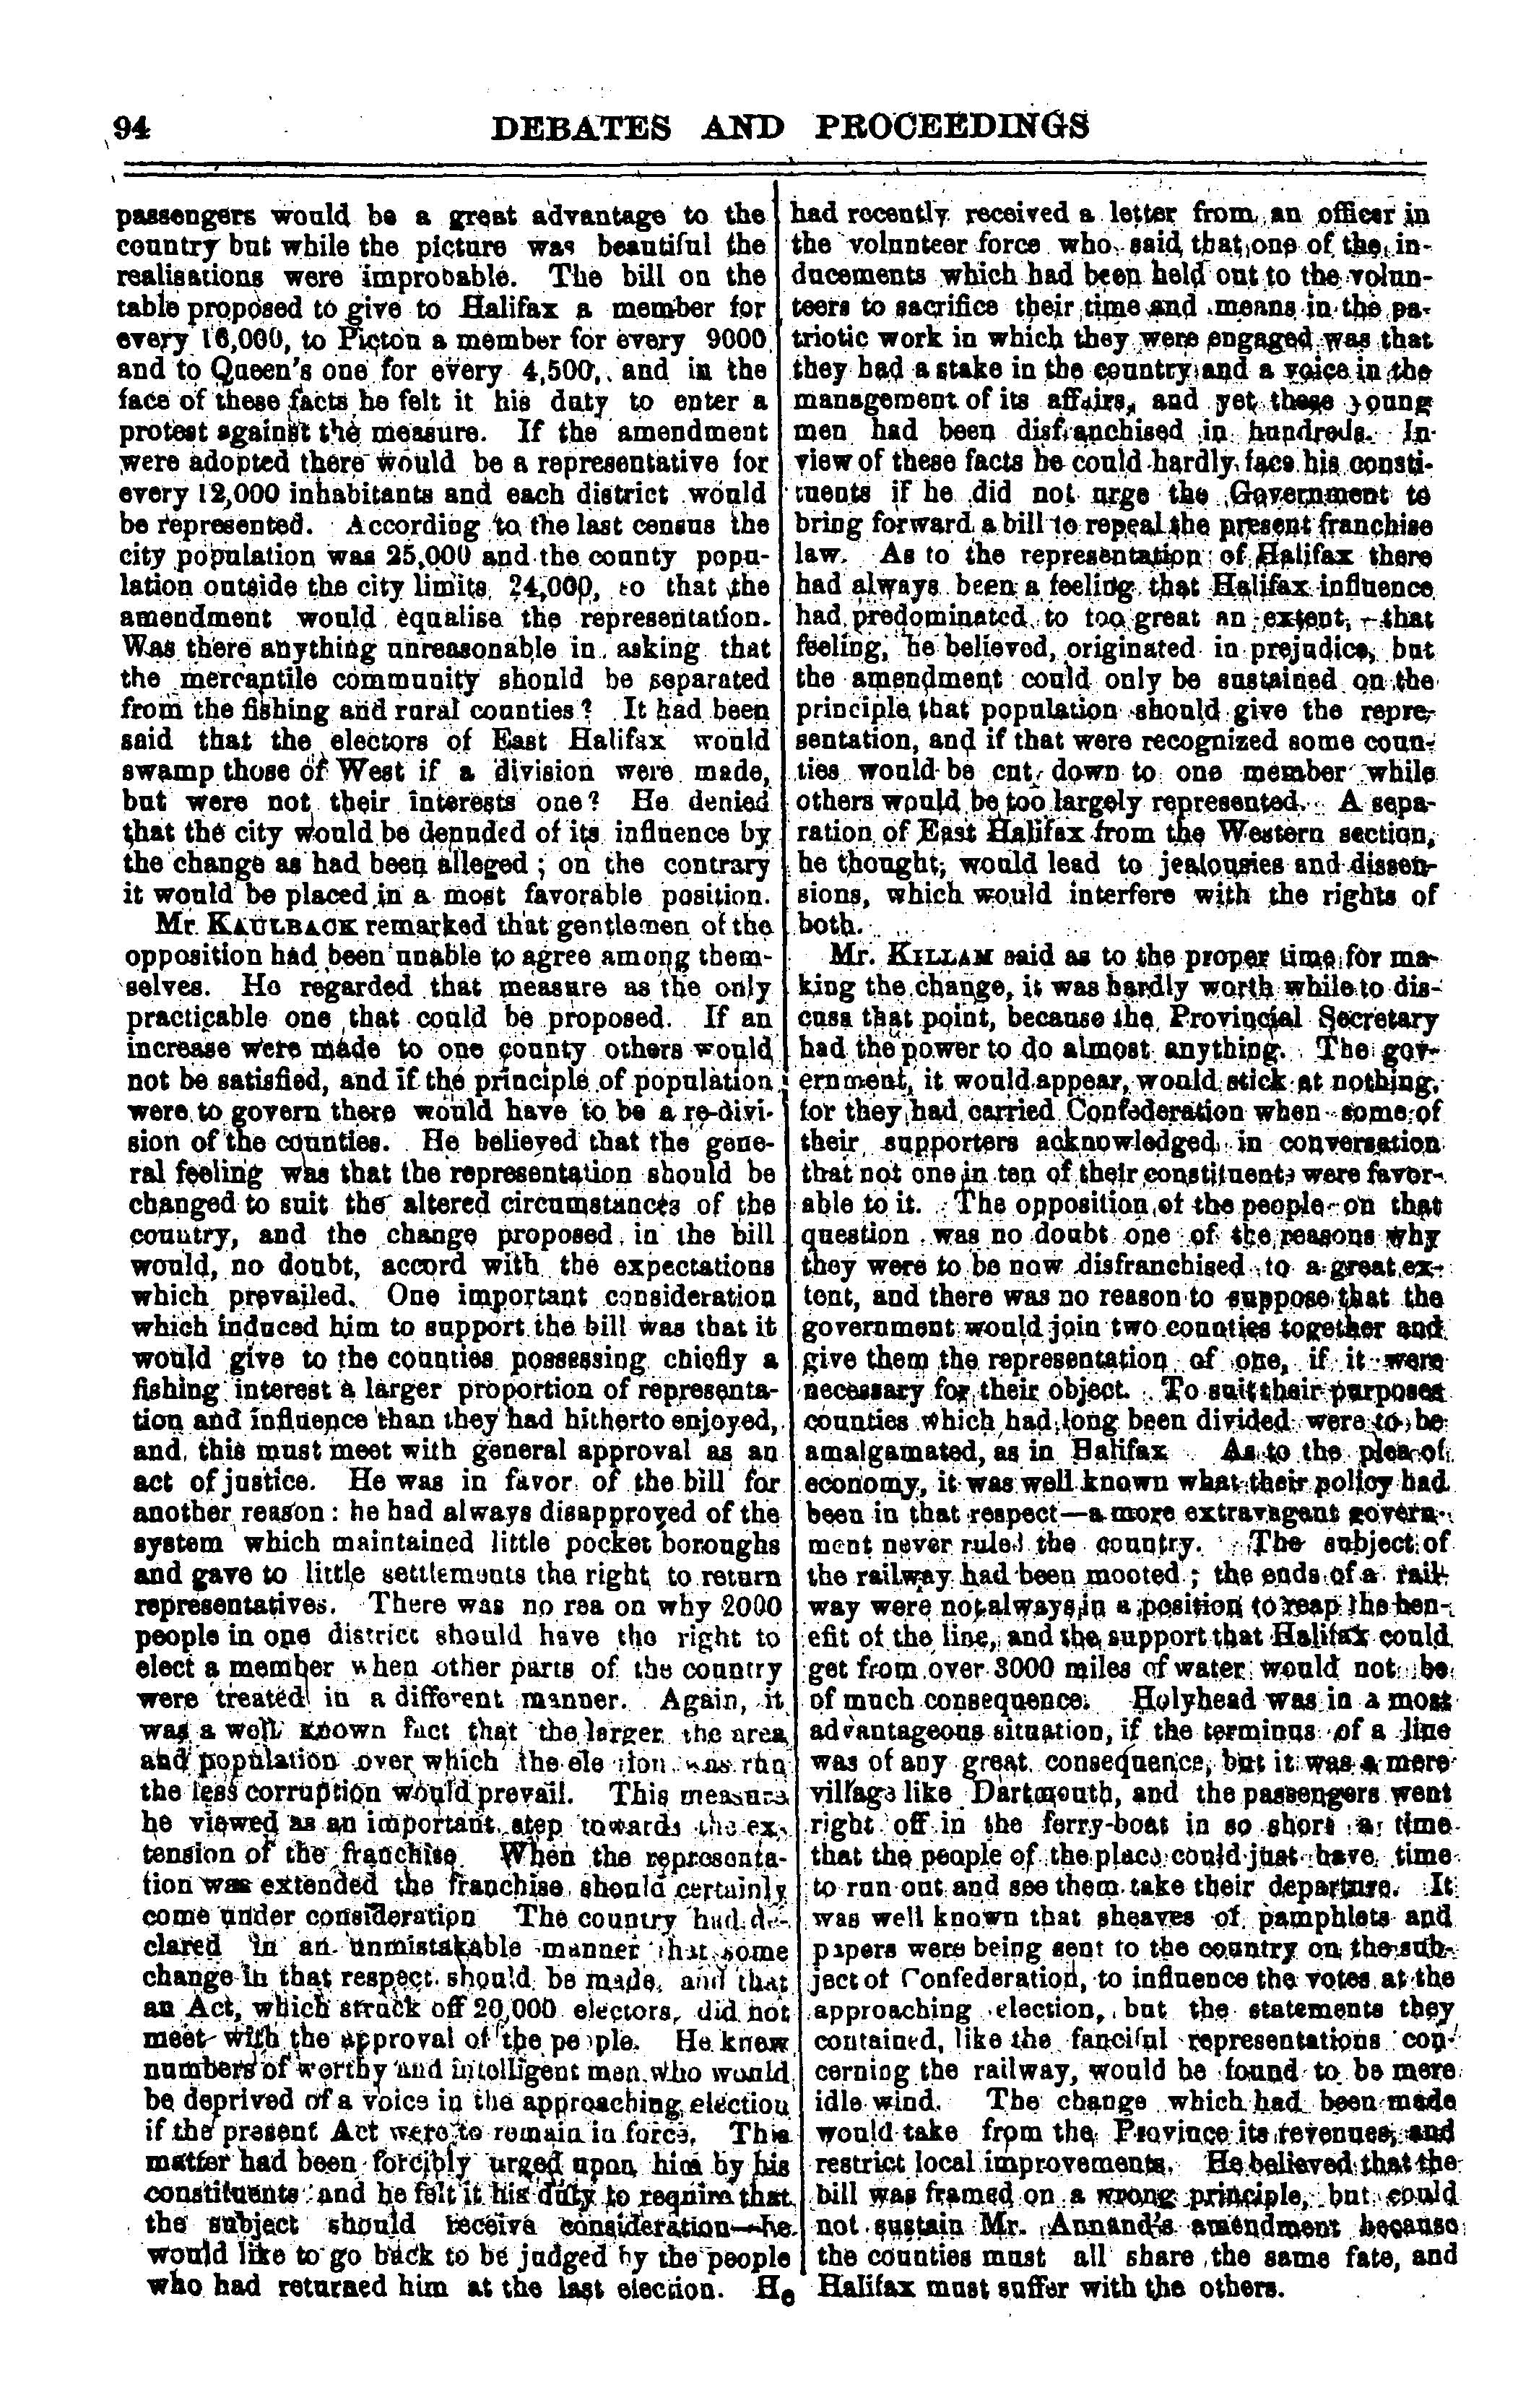 94
DEBATES AND PROCEEDINGS
passengers would be a great advantage to the
country but while the picture was beautiful the
realisations were improbable. The bill on the
table proposed to give to Halifax a member for
every 16,000, to Pictou a member for every 9000
and to Queen's one for every 4,500, and in the
face of these facts he felt it his duty to enter a
protest against the measure. If the amendment
were adopted there would be a representative for
every 12,000 inhabitants and each district would
be represented. According to the last census the
city population was 25,000 and the county popu-
lation outside the city limits 24,000, so that the
amendment would equalise the representation.
Was there anything unreasonable in asking that
the mercantile community should be separated
from the fishing and rural counties? It had been
said that the electors of East Halifax would
swamp those of West if a division were made,
but were not their interests one? He denied
that the city would be denuded of its influence by
the change as had been alleged; on the contrary
it would be placed in a most favorable position.
Mr. KAULBACK remarked that gentlemen of the
opposition had been unable to agree among them-
selves. He regarded that measure as the only
practicable one that could be proposed. If an
increase were made to one county others would
not be satisfied, and if the principle of population
were to govern there would have to be a re-divi-
sion of the counties. He believed that the gene-
ral feeling was that the representation should be
changed to suit the altered circumstances of the
country, and the change proposed in the bill
would, no doubt, accord with the expectations
which prevailed. One important consideration
which induced him to support the bill was that it
would give to the counties possessing chiefly a
fishing interest a larger proportion of representa-
tion and influence than they had hitherto enjoyed,
and this must meet with general approval as an
act of justice. He was in favor of the bill for
another reason: he had always disapproved of the
system which maintained little pocket boroughs
and gave to little settlements the right to return
representatives. There was no rea on why 2000
people in one district should have the right to
elect a member when other parts of the country
were treated in a different manner. Again, it
was a well known fact that the larger the area
and population over which the ele tion was run
the less corruption would prevail. This measure
he viewed as an important step towards the ex-
tension of the franchise. When the representa-
tion was extended the franchise should certainly
come under consideration The country had de-
clared in an unmistakable manner that some
change in that respect should be made, and that
an Act, which struck off 20,000 electors, did not
meet with the approval of the people. He knew
numbers of worthy and intelligent men who would
be deprived of a voice in the approaching election
if the present Act were to remain in force. This
matter had been forcibly urged upon him by his
constituents and he felt it his duty to require that
the subject should receive consideration—he
would like to go back to be judged by the people
who had returned him at the last election. He
had recently received a letter from an officer in
the volunteer force who said that one of the in-
ducements which had been held out to the volun-
teers to sacrifice their time and means in the pa-
triotic work in which they were engaged was that
they had a stake in the country and a voice in the
management of its affairs, and yet these young
men had been disfranchised in hundreds. In
view of these facts he could hardly face his consti-
tuents if he did not urge the Government to
bring forward a bill to repeal the present franchise
law. As to the representation of Halifax there
had always been a feeling that Halifax influence
had predominated to too great an extent,—that
feeling, he believed, originated in prejudice, but
the amendment could only be sustained on the
principle that population should give the repre-
sentation, and if that were recognized some coun-
ties would be cut down to one member while
others would be too largely represented. A sepa-
ration of East Halifax from the Western section,
he thought, would lead to jealousies and dissen-
sions, which would interfere with the rights of
both.
Mr. KILLAM said as to the proper time for ma-
king the change, it was hardly worth while to dis-
cuss that point, because the Provincial Secretary
had the power to do almost anything. The gov-
ernment, it would appear, would stick at nothing,
for they had carried Confederation when some of
their supporters acknowledged in conversation
that not one in ten of their constituents were favor-
able to it. The opposition of the people on that
question was no doubt one of the reasons why
they were to be now disfranchised to a great ex-
tent, and there was no reason to suppose that the
government would join two counties together and
give them the representation of one, if it were
necessary for their object. To suit their purposes
counties which had long been divided were to be
amalgamated, as in Halifax As to the plea of
economy, it was well known what their policy had
been in that respect—a more extravagant govern-
ment never ruled the country. The subject of
the railway had been mooted; the ends of a rail-
way were not always in a position to reap the ben-
efit of the line, and the support that Halifax could
get from over 3000 miles of water would not be
of much consequence. Holyhead was in a most
advantageous situation, if the terminus of a line
was of any great consequence, but it was a mere
village like Dartmouth, and the passengers went
right off in the ferry-boat in so short a time
that the people of the place could just have time
to run out and see them take their departure. It
was well known that sheaves of pamphlets and
papers were being sent to the country on the sub-
ject of Confederation, to influence the votes at the
approaching election, but the statements they
contained, like the fanciful representations con-
cerning the railway, would be found to be mere
idle wind. The change which had been made
would take from the Province its revenues, and
restrict local improvements. He believed that the
bill was framed on a wrong principle, but could
not sustain Mr. Annand's amendment because
the counties must all share the same fate, and
Halifax must suffer with the others.